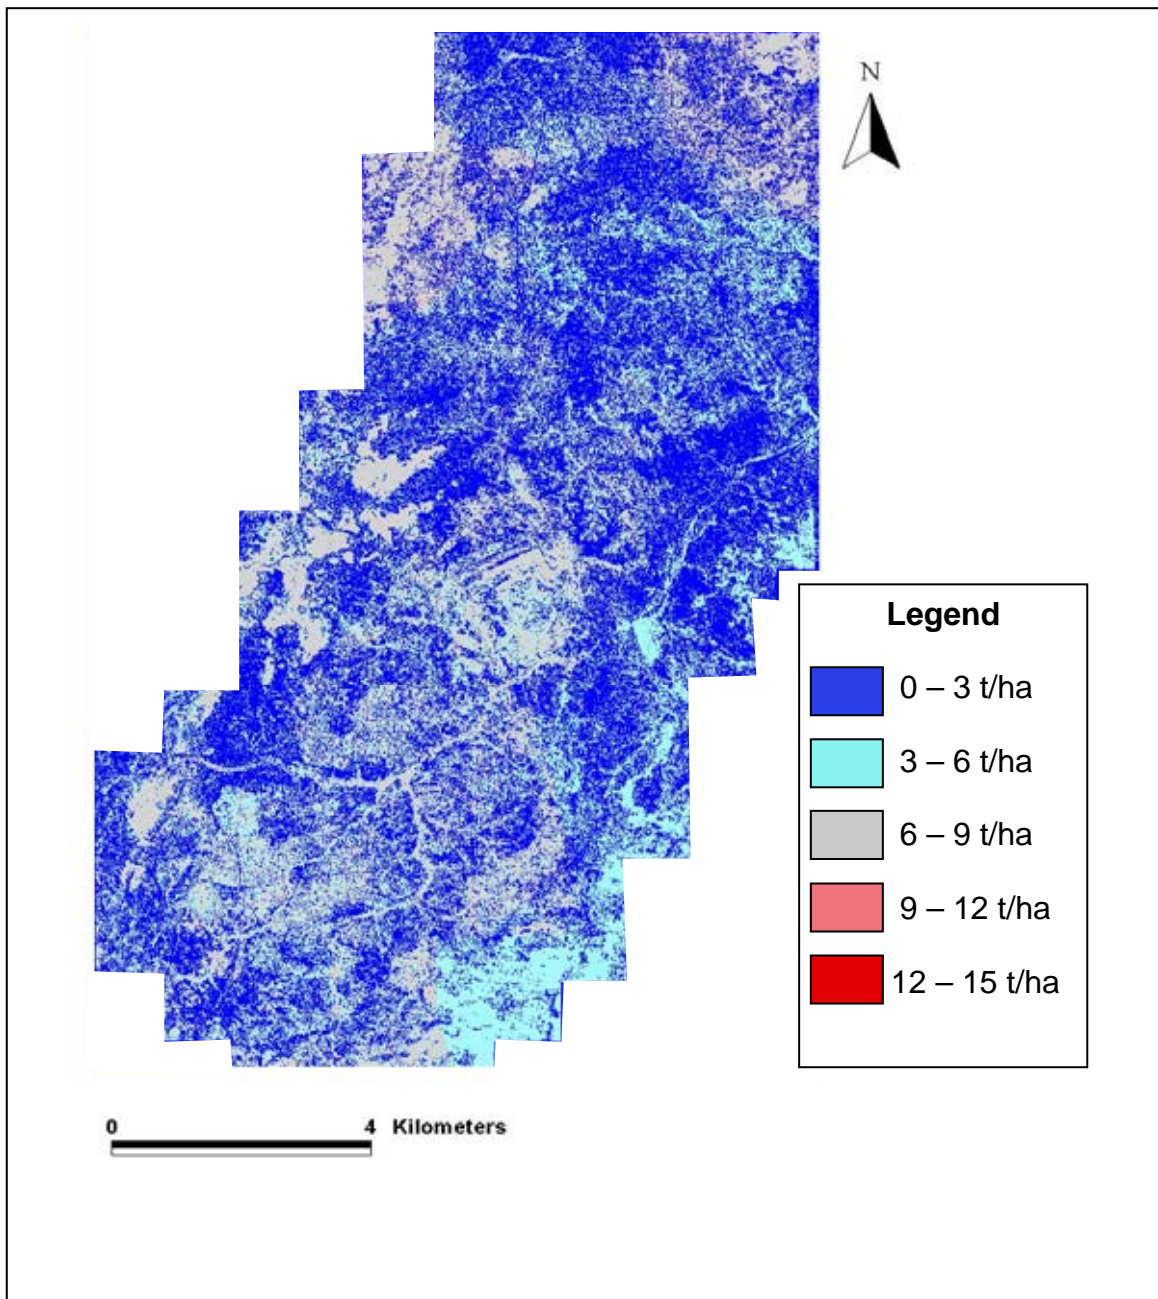 N
Legend
0 – 3 t/ha
3 – 6 t/ha
6 – 9 t/ha
9 – 12 t/ha
12 – 15 t/ha
0 4 Kilometers